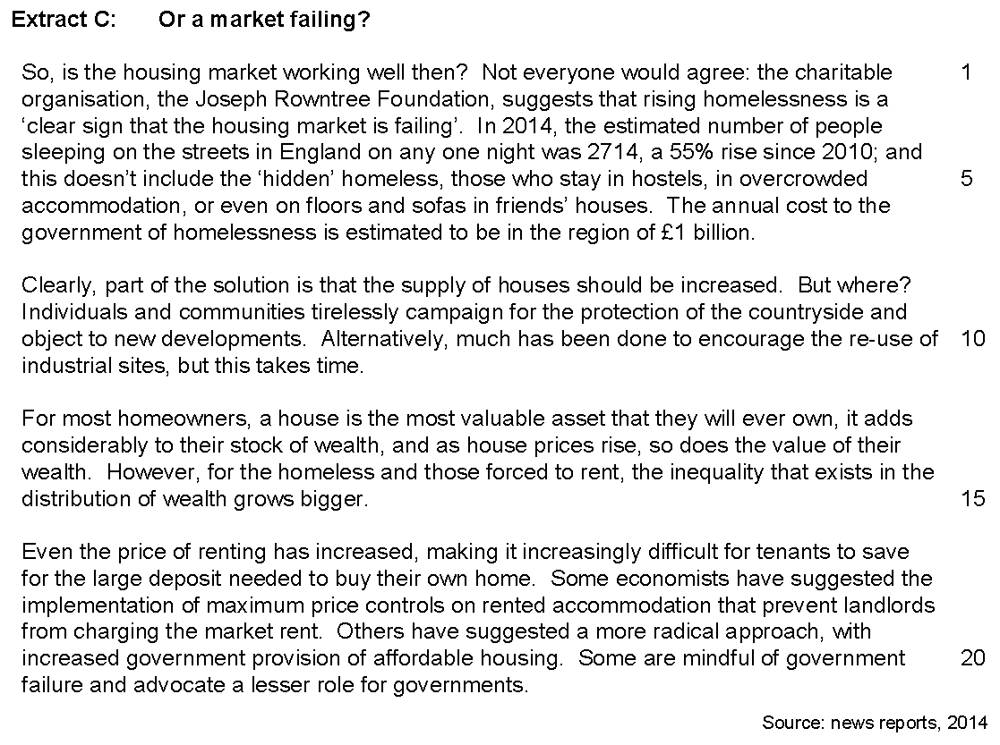 Extract C: Or a market failing?
So, is the housing market working well then? Not everyone would agree: the charitable 1
organisation, the Joseph Rowntree Foundation, suggests that rising homelessness is a
‘clear sign that the housing market is failing’. In 2014, the estimated number of people
sleeping on the streets in England on any one night was 2714, a 55% rise since 2010; and
this doesn’t include the ‘hidden’ homeless, those who stay in hostels, in overcrowded 5
accommodation, or even on floors and sofas in friends’ houses. The annual cost to the
government of homelessness is estimated to be in the region of £1 billion.
Clearly, part of the solution is that the supply of houses should be increased. But where?
Individuals and communities tirelessly campaign for the protection of the countryside and
object to new developments. Alternatively, much has been done to encourage the re-use of 10
industrial sites, but this takes time.
For most homeowners, a house is the most valuable asset that they will ever own, it adds
considerably to their stock of wealth, and as house prices rise, so does the value of their
wealth. However, for the homeless and those forced to rent, the inequality that exists in the
distribution of wealth grows bigger. 15
Even the price of renting has increased, making it increasingly difficult for tenants to save
for the large deposit needed to buy their own home. Some economists have suggested the
implementation of maximum price controls on rented accommodation that prevent landlords
from charging the market rent. Others have suggested a more radical approach, with
increased government provision of affordable housing. Some are mindful of government 20
failure and advocate a lesser role for governments.
Source: news reports, 2014